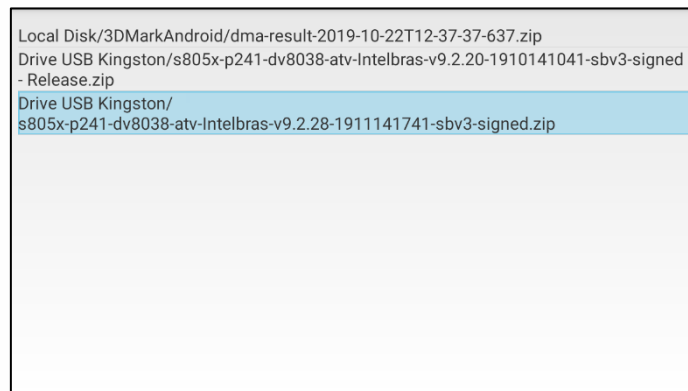 Local Disk/3DMarkAndroid/dma-result-2019-10-22T12-37-37-637.zip
Drive USB Kingston/s805x-p241-dv8038-atv-Intelbras-v9.2.20-1910141041-sbv3-signed
- Release.zip
Drive USB Kingston/
s805x-p241-dv8038-atv-Intelbras-v9.2.28-1911141741-sbv3-signed.zip